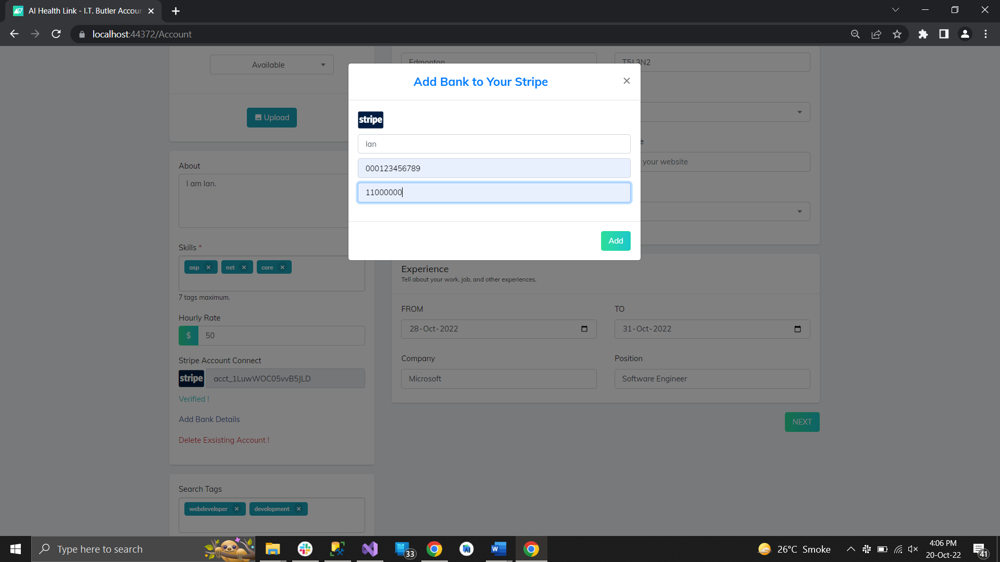 AI Health Link - I.T. Butler Accoun
localhost:44372/Account
Available
Upload
About
I am Ian.
Skills *
asp
net
core
7 tags maximum.
Hourly Rate
$ 50
Stripe Account Connect
stripe acct_1LuwWOC05vvB5JLD
Verified !
Add Bank Details
Delete Exsisting Account !
Search Tags
webdeveloper
development
Edmonton
T5L3N2
e
your website
Add Bank to Your Stripe
stripe
Ian
000123456789
11000000
Add
Experience
Tell about your work, job, and other experiences.
FROM
TO
28-Oct-2022
31-Oct-2022
Company
Position
Microsoft
Software Engineer
NEXT
Type here to search
33
26°C Smoke
4:06 PM
20-Oct-22
41